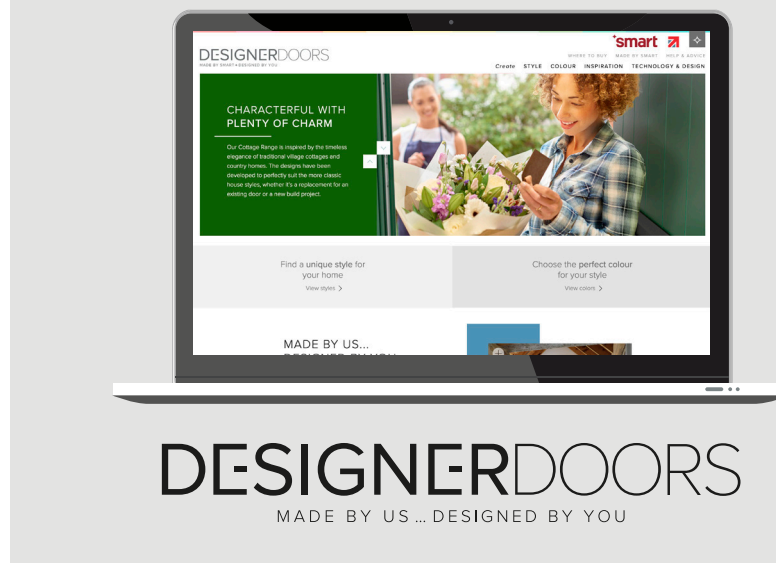 smart
DESIGNERDOORS
MADE BY SMART • DESIGNED BY YOU
WHERE TO BUY MADE BY SMART HELP & ADVICE
Create STYLE COLOUR INSPIRATION TECHNOLOGY & DESIGN
CHARACTERFUL WITH
PLENTY OF CHARM
Our Cottage Range is inspired by the timeless
elegance of traditional village cottages and
country homes. The designs have been
developed to perfectly suit the more classic
house styles, whether it's a replacement for an
existing door or a new build project.
Find a unique style for
your home
View styles >
Choose the perfect colour
for your style
View colors >
MADE BY US...
DESIGNED BY YOU
DESIGNERDOORS
MADE BY US ... DESIGNED BY YOU